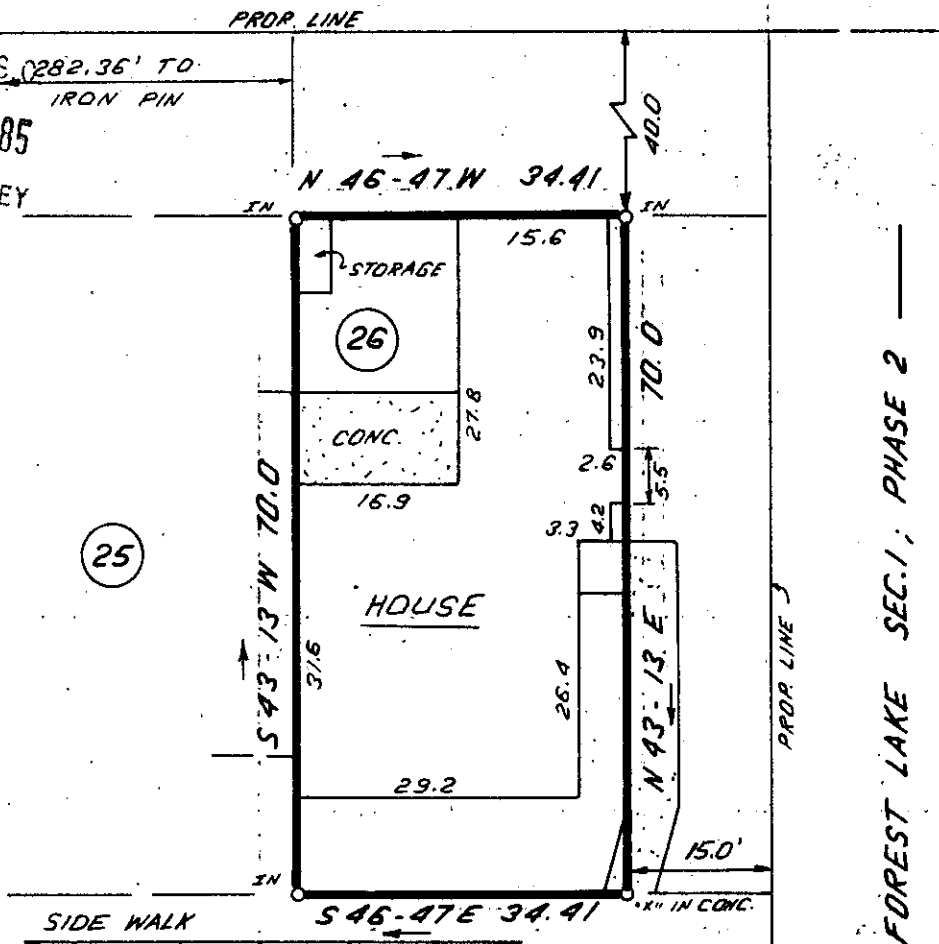 PROP. LINE
282.36' TO
IRON PIN
85
EY
40.0
N 46-47 W 34.41
IN
IN
15.6
STORAGE
26
23.9
70.0
CONC.
27.8
2.6
5.5
16.9
4.2
3.3
25
S 43-13 W 70.0
HOUSE
31.6
26.4
N 43-13 E
PROP. LINE
29.2
15.0'
IN
"X" IN CONC.
S 46-47 E 34.41
SIDE WALK
FOREST LAKE SEC. 1; PHASE 2